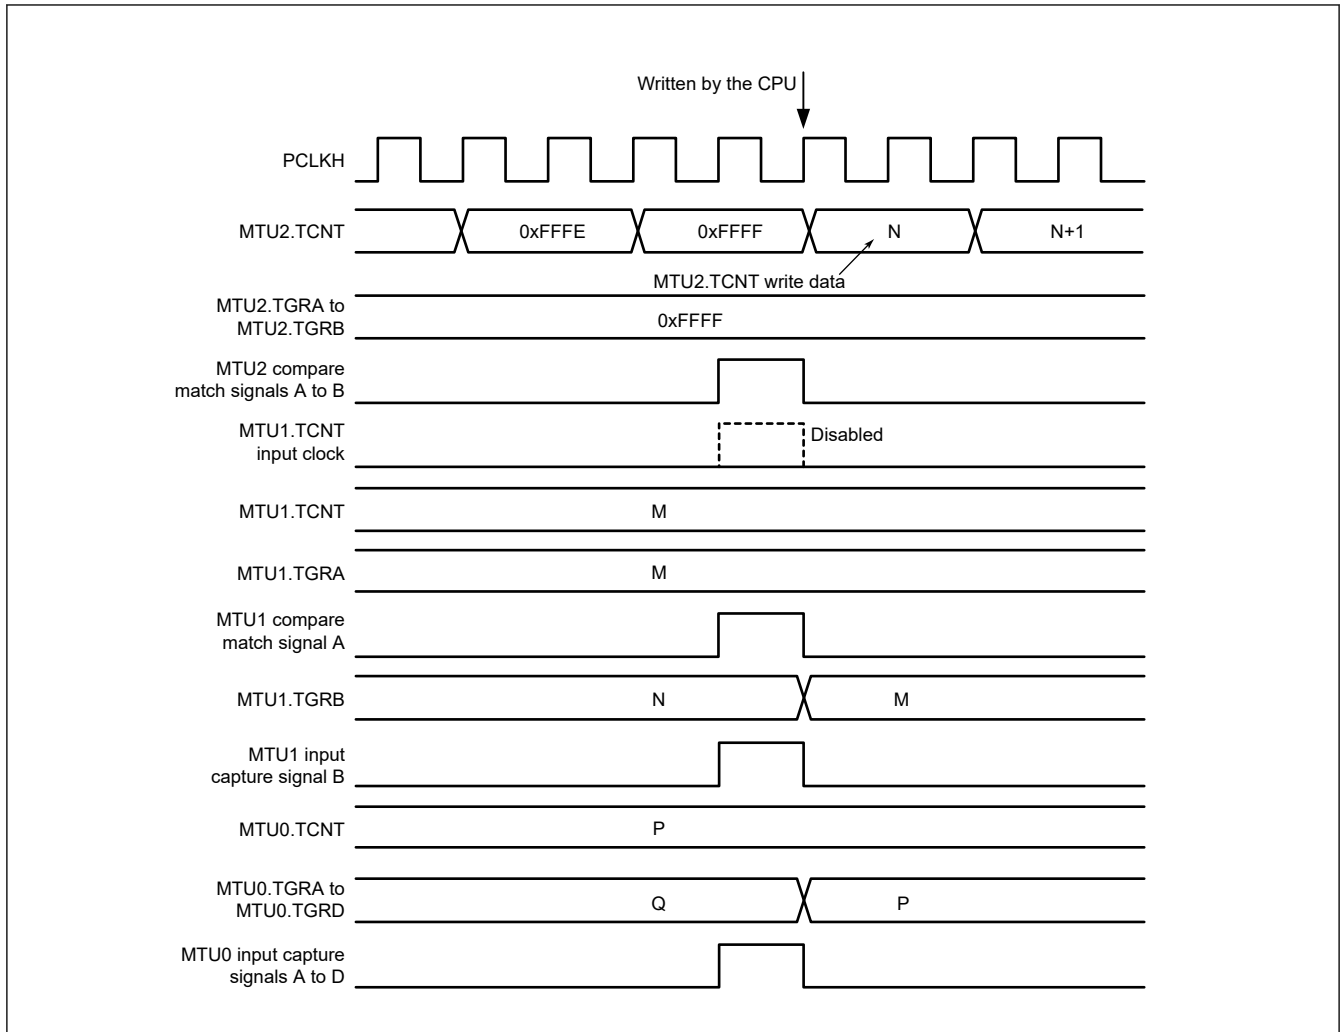 Written by the CPU
PCLKH
MTU2.TCNT
0xFFFE
0xFFFF
N
N+1
MTU2.TCNT write data
MTU2.TGRA to
MTU2.TGRB
0xFFFF
MTU2 compare
match signals A to B
MTU1.TCNT
input clock
Disabled
MTU1.TCNT
M
MTU1.TGRA
M
MTU1 compare
match signal A
MTU1.TGRB
N
M
MTU1 input
capture signal B
MTU0.TCNT
P
MTU0.TGRA to
MTU0.TGRD
Q
P
MTU0 input capture
signals A to D